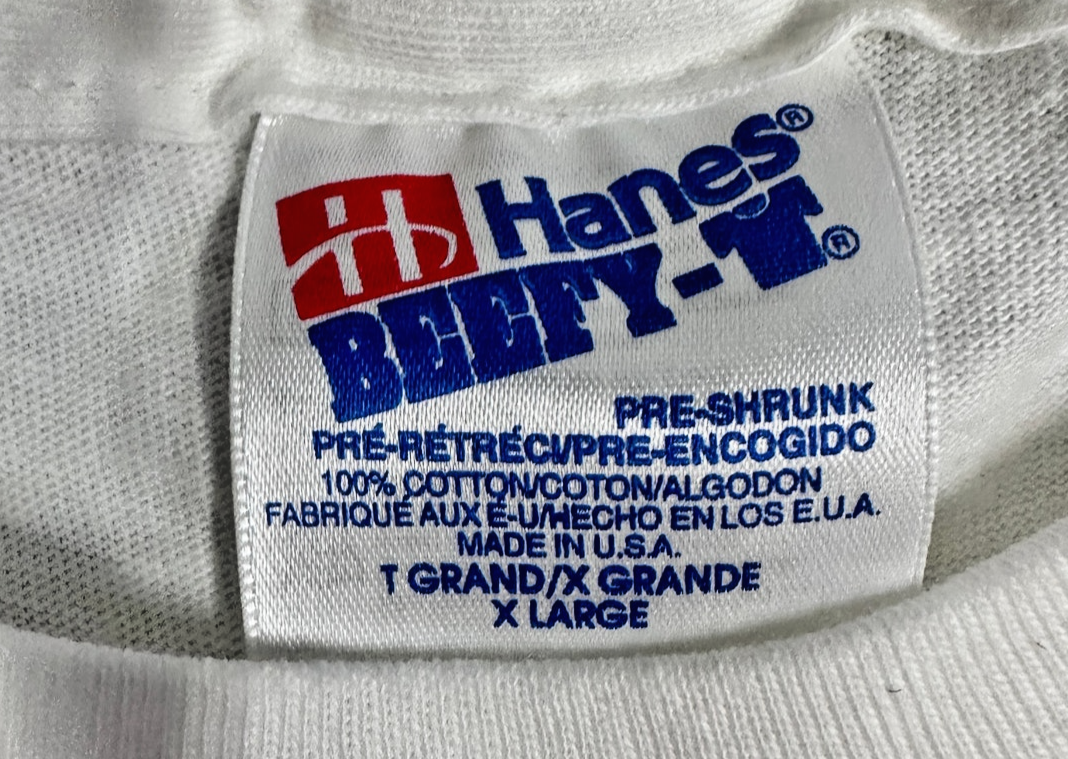 Hanes®
BEEFY-T®
PRE-SHRUNK
PRÉ-RÉTRÉCI/PRE-ENCOGIDO
100% COTTON/COTON/ALGODON
FABRIQUÉ AUX É-U/HECHO EN LOS E.U.A.
MADE IN U.S.A.
T GRAND/X GRANDE
X LARGE